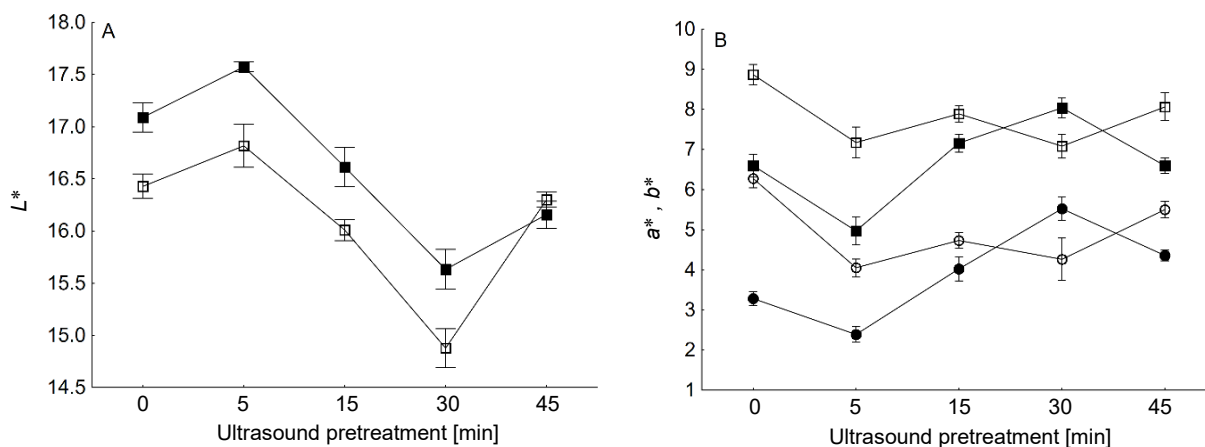 A
18.0
17.5
17.0
16.5
16.0
15.5
15.0
14.5
L*
0 5 15 30 45
Ultrasound pretreatment [min]
B
10
9
8
7
6
5
4
3
2
1
a* , b*
0 5 15 30 45
Ultrasound pretreatment [min]